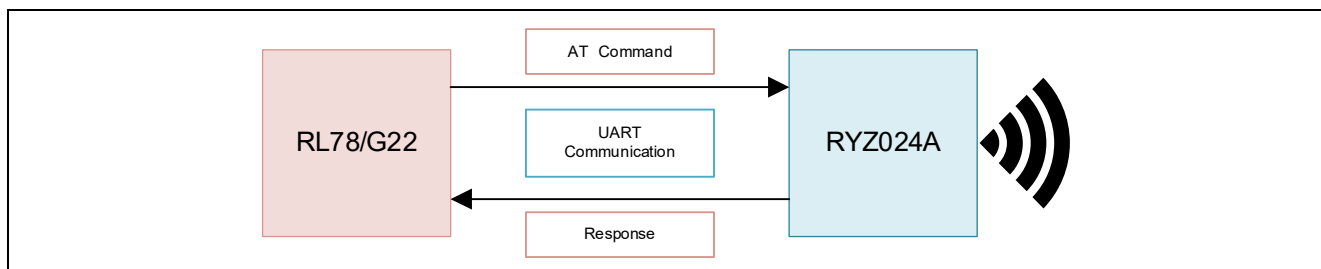 AT Command
RL78/G22
UART
Communication
RYZ024A
Response